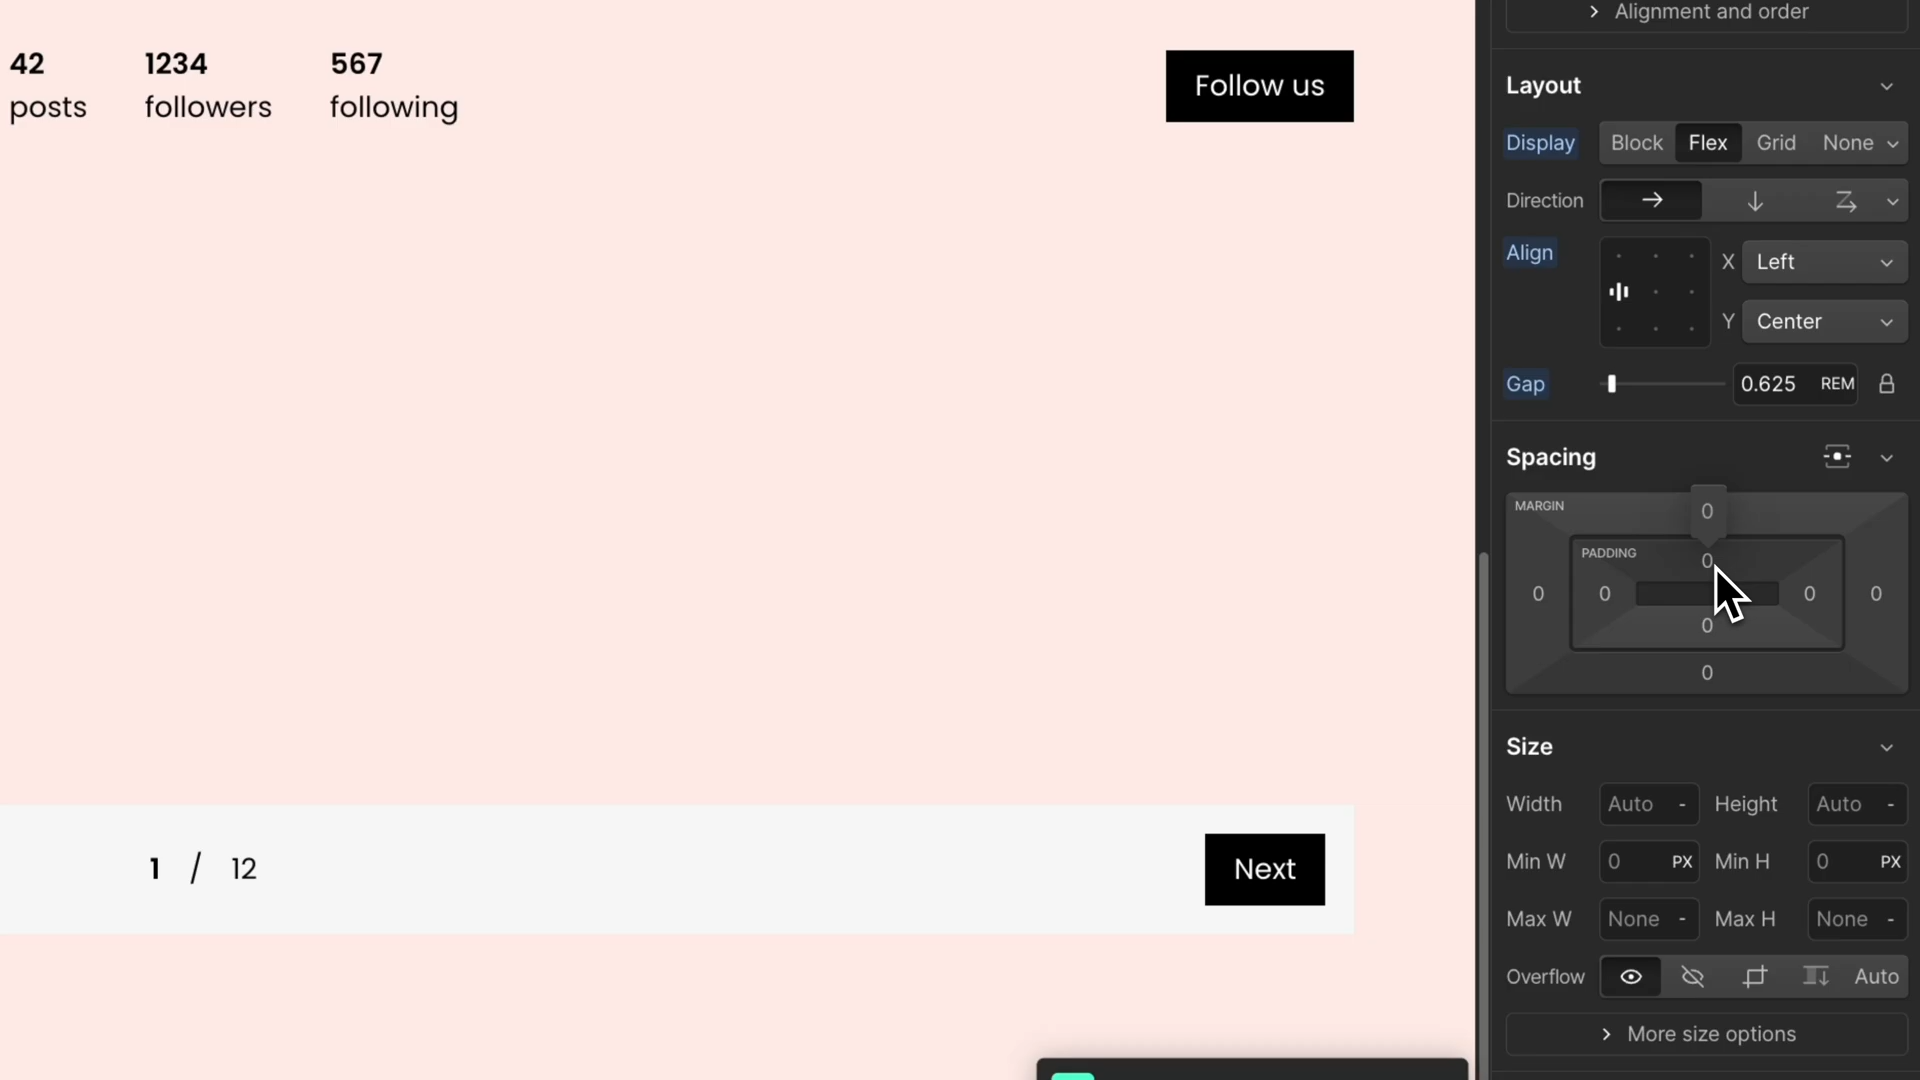 42
posts
1234
followers
567
following
Follow us
1 / 12
Next
Alignment and order
Layout
Display Block Flex Grid None
Direction
Align X Left
Y Center
Gap 0.625 REM
Spacing
MARGIN
0
PADDING
0
0 0 0 0
0
0
Size
Width Auto - Height Auto -
Min W 0 PX Min H 0 PX
Max W None - Max H None -
Overflow Auto
More size options